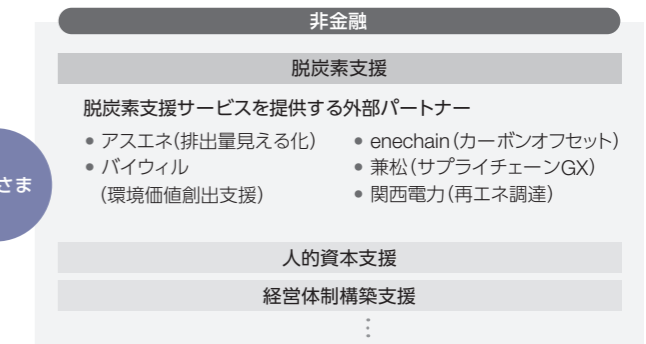 非金融
脱炭素支援
脱炭素支援サービスを提供する外部パートナー
• アスエネ(排出量見える化)
• バイウィル
(環境価値創出支援)
• enechain(カーボンオフセット)
• 兼松(サプライチェーンGX)
• 関西電力(再エネ調達)
さま
人的資本支援
経営体制構築支援
⋮